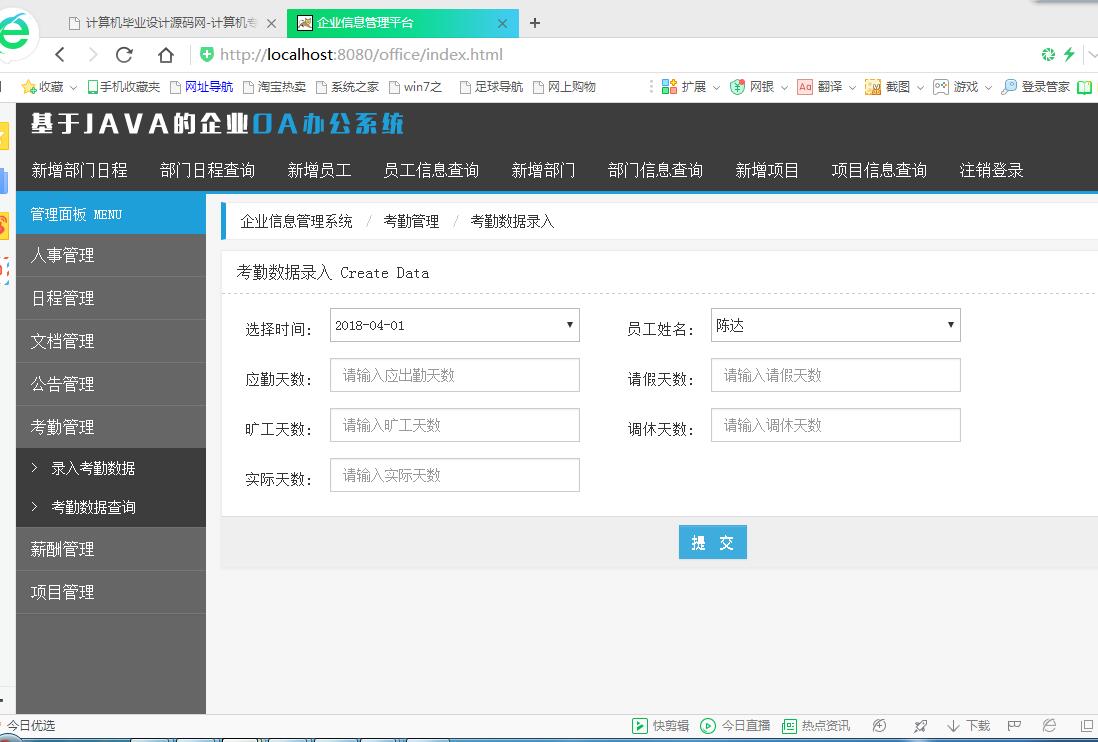 计算机毕业设计源码网-计算机专 企业信息管理平台
http://localhost:8080/office/index.html
收藏 手机收藏夹 网址导航 淘宝热卖 系统之家 win7之 足球导航 网上购物 扩展 网银 翻译 截图 游戏 登录管家
基于JAVA的企业OA办公系统
新增部门日程 部门日程查询 新增员工 员工信息查询 新增部门 部门信息查询 新增项目 项目信息查询 注销登录
管理面板 MENU
人事管理
日程管理
文档管理
公告管理
考勤管理
录入考勤数据
考勤数据查询
薪酬管理
项目管理
企业信息管理系统 / 考勤管理 / 考勤数据录入
考勤数据录入 Create Data
选择时间: 2018-04-01 员工姓名: 陈达
应勤天数: 请输入应出勤天数 请假天数: 请输入请假天数
旷工天数: 请输入旷工天数 调休天数: 请输入调休天数
实际天数: 请输入实际天数
提 交
今日优选 快剪辑 今日直播 热点资讯 下载